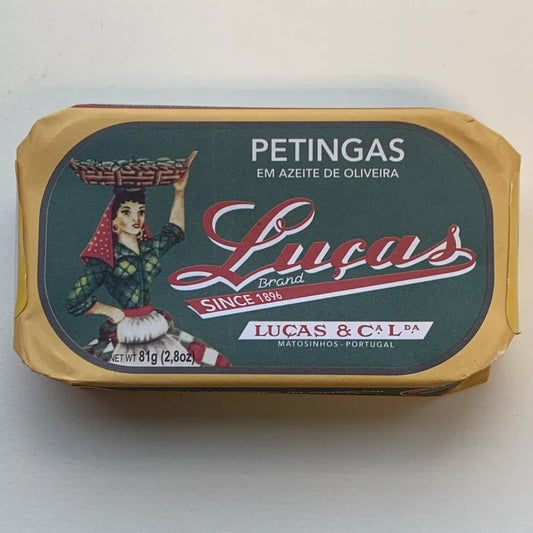 PETINGAS
EM AZEITE DE OLIVEIRA
Luças
Brand
SINCE 1896
LUÇAS & Cᴬ Lᴰᴬ.
MATOSINHOS - PORTUGAL
NET WT 81g (2,8oz)